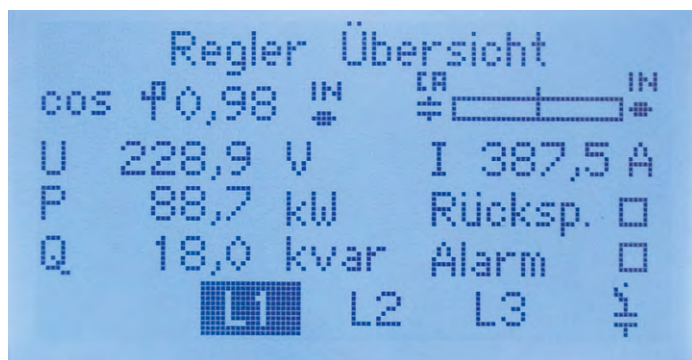 Regler Übersicht
cos φ 0,98 IN CA IN
U 228,9 V I 387,5 A
P 88,7 kW Rücksp.
Q 18,0 kvar Alarm
L1 L2 L3